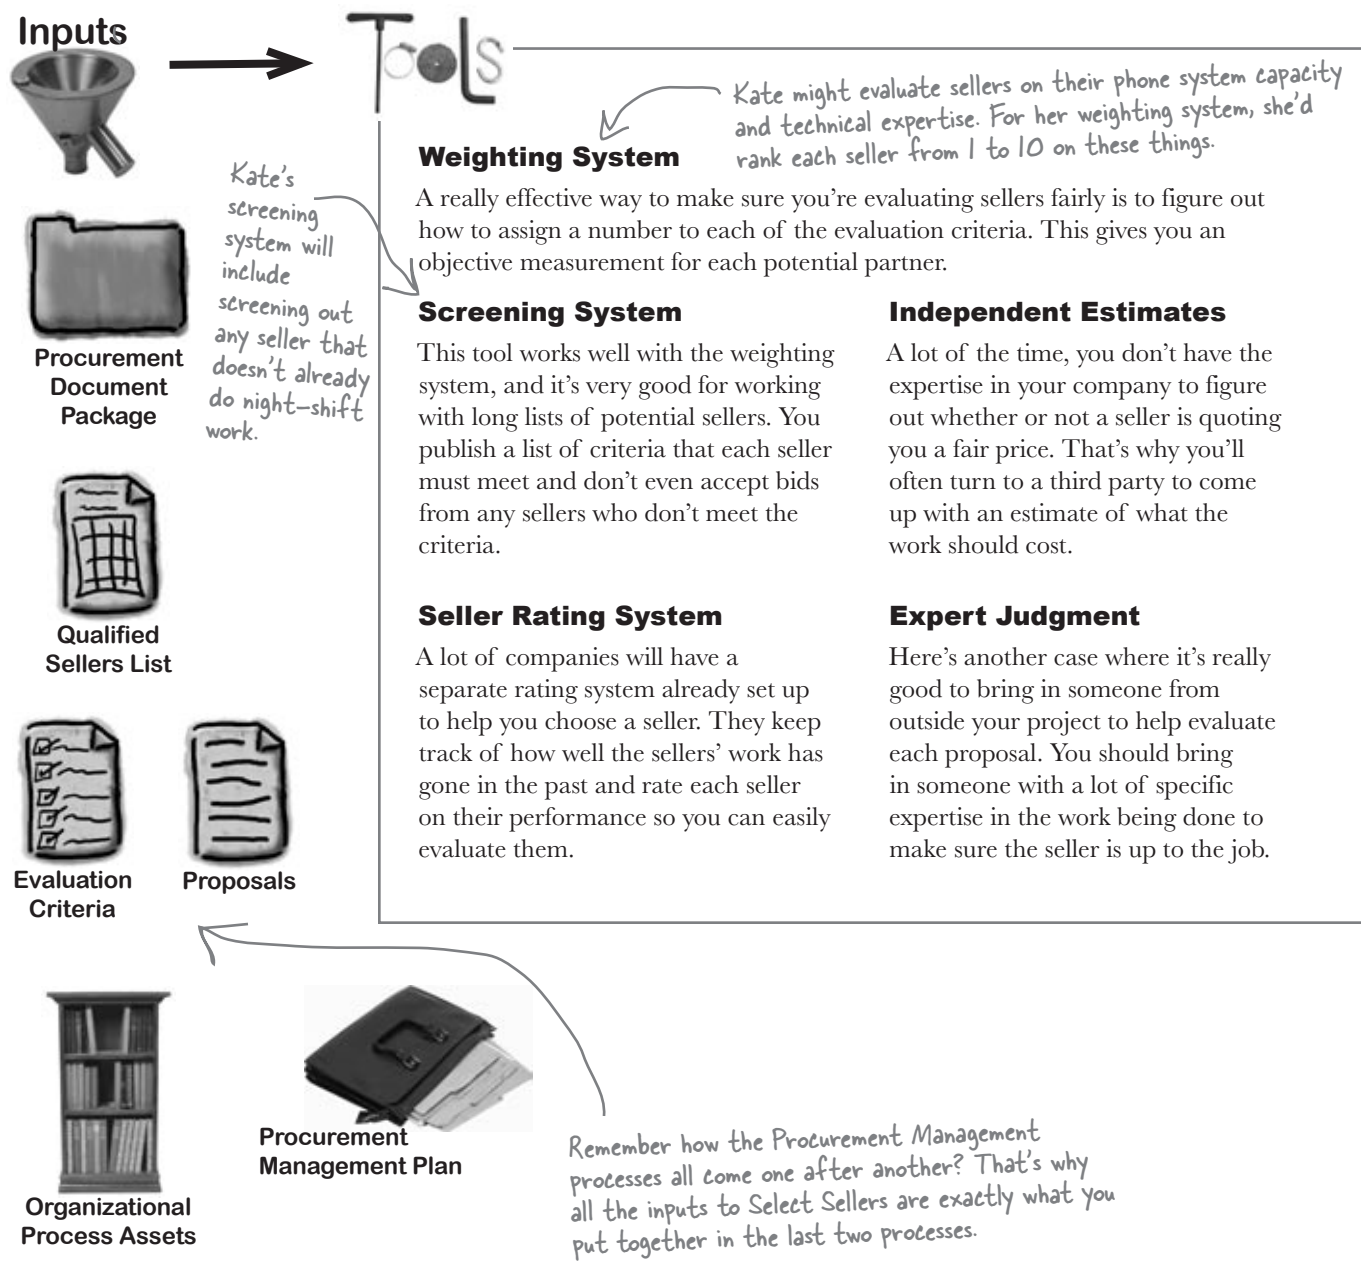 Inputs
Tools
Kate might evaluate sellers on their phone system capacity
and technical expertise. For her weighting system, she'd
rank each seller from 1 to 10 on these things.
Weighting System
A really effective way to make sure you're evaluating sellers fairly is to figure out
how to assign a number to each of the evaluation criteria. This gives you an
objective measurement for each potential partner.
Kate's
screening
system will
include
screening out
any seller that
doesn't already
do night-shift
work.
Screening System
This tool works well with the weighting
system, and it's very good for working
with long lists of potential sellers. You
publish a list of criteria that each seller
must meet and don't even accept bids
from any sellers who don't meet the
criteria.
Independent Estimates
A lot of the time, you don't have the
expertise in your company to figure
out whether or not a seller is quoting
you a fair price. That's why you'll
often turn to a third party to come
up with an estimate of what the
work should cost.
Seller Rating System
A lot of companies will have a
separate rating system already set up
to help you choose a seller. They keep
track of how well the sellers' work has
gone in the past and rate each seller
on their performance so you can easily
evaluate them.
Expert Judgment
Here's another case where it's really
good to bring in someone from
outside your project to help evaluate
each proposal. You should bring
in someone with a lot of specific
expertise in the work being done to
make sure the seller is up to the job.
Procurement
Document
Package
Qualified
Sellers List
Evaluation
Criteria
Proposals
Organizational
Process Assets
Procurement
Management Plan
Remember how the Procurement Management
processes all come one after another? That's why
all the inputs to Select Sellers are exactly what you
put together in the last two processes.